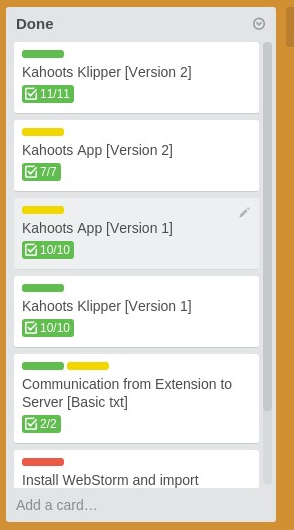 Done
Kahoots Klipper [Version 2]
11/11
Kahoots App [Version 2]
7/7
Kahoots App [Version 1]
10/10
Kahoots Klipper [Version 1]
10/10
Communication from Extension to
Server [Basic txt]
2/2
Install WebStorm and import
Add a card…